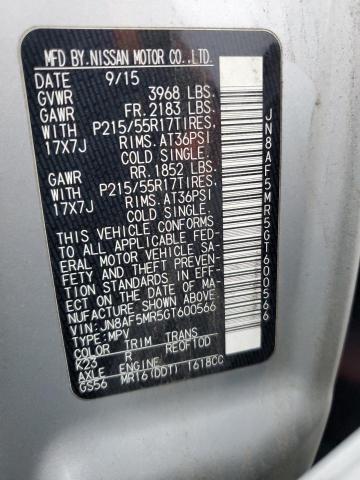 MFD BY.NISSAN MOTOR CO.,LTD.
DATE 9/15
GVWR 3968 LBS.
GAWR FR.2183 LBS.
WITH P215/55R17TIRES,
17X7J RIMS.AT36PSI
COLD SINGLE.
GAWR RR.1852 LBS.
WITH P215/55R17TIRES,
17X7J RIMS.AT36PSI
COLD SINGLE.
THIS VEHICLE CONFORMS
TO ALL APPLICABLE FED-
ERAL MOTOR VEHICLE SA-
FETY AND THEFT PREVEN-
TION STANDARDS IN EFF-
ECT ON THE DATE OF MA-
NUFACTURE SHOWN ABOVE.
VIN:JN8AF5MR5GT600566
TYPE:MPV
COLOR TRIM TRANS
K23 R RE0F10D
AXLE ENGINE
GS56 MR16(DDT) 1618CC
JN8AF5MR5GT600566